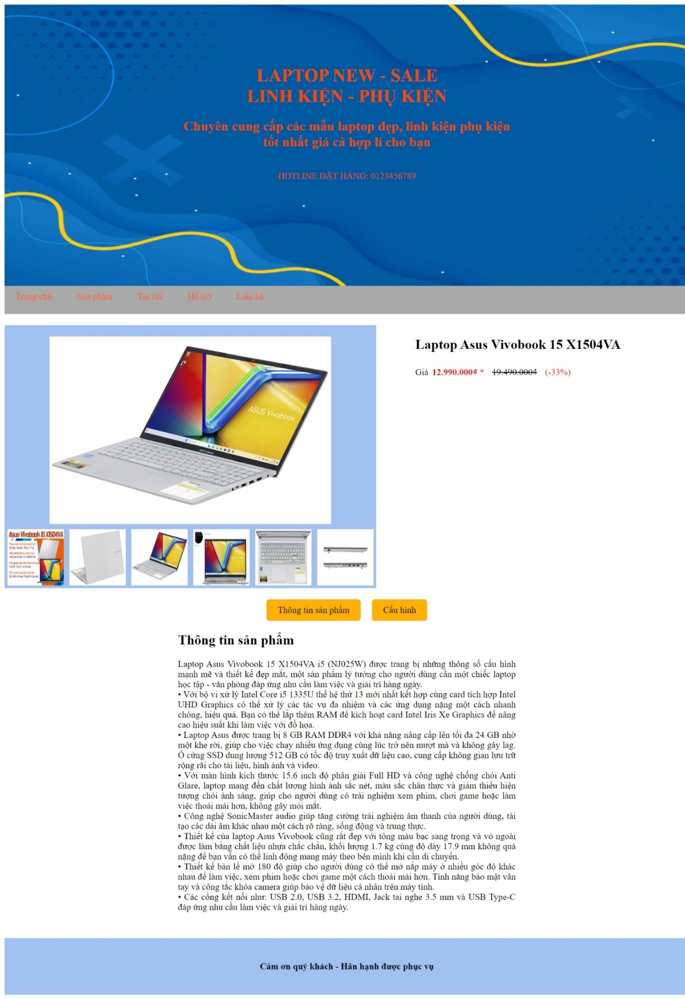 LAPTOP NEW - SALE
LINH KIỆN - PHỤ KIỆN
Chuyên cung cấp các mẫu laptop đẹp, linh kiện phụ kiện
tốt nhất giá cả hợp lí cho bạn
HOTLINE ĐẶT HÀNG: 0123456789
Trang chủ Sản phẩm Tin tức Hỗ trợ Liên hệ
Laptop Asus Vivobook 15 X1504VA
Giá 12.990.000₫ * 19.490.000₫ (-33%)
ASUS Vivobook
Asus Vivobook 15 X1504VA
Thông tin sản phẩm Cấu hình
Thông tin sản phẩm
Laptop Asus Vivobook 15 X1504VA i5 (NJ025W) được trang bị những thông số cấu hình
mạnh mẽ và thiết kế đẹp mắt, một sản phẩm lý tưởng cho người dùng cần một chiếc laptop
học tập - văn phòng đáp ứng nhu cầu làm việc và giải trí hàng ngày.
• Với bộ vi xử lý Intel Core i5 1335U thế hệ thứ 13 mới nhất kết hợp cùng card tích hợp Intel
UHD Graphics có thể xử lý các tác vụ đa nhiệm và các ứng dụng nặng một cách nhanh
chóng, hiệu quả. Bạn có thể lắp thêm RAM để kích hoạt card Intel Iris Xe Graphics để nâng
cao hiệu suất khi làm việc với đồ họa.
• Laptop Asus được trang bị 8 GB RAM DDR4 với khả năng nâng cấp lên tối đa 24 GB nhờ
một khe rời, giúp cho việc chạy nhiều ứng dụng cùng lúc trở nên mượt mà và không gây lag.
Ổ cứng SSD dung lượng 512 GB có tốc độ truy xuất dữ liệu cao, cung cấp không gian lưu trữ
rộng rãi cho tài liệu, hình ảnh và video.
• Với màn hình kích thước 15.6 inch độ phân giải Full HD và công nghệ chống chói Anti
Glare, laptop mang đến chất lượng hình ảnh sắc nét, màu sắc chân thực và giảm thiểu hiện
tượng chói ánh sáng, giúp cho người dùng có trải nghiệm xem phim, chơi game hoặc làm
việc thoải mái hơn, không gây mỏi mắt.
• Công nghệ SonicMaster audio giúp tăng cường trải nghiệm âm thanh của người dùng, tái
tạo các dải âm khác nhau một cách rõ ràng, sống động và trung thực.
• Thiết kế của laptop Asus Vivobook cũng rất đẹp với tông màu bạc sang trọng và vỏ ngoài
được làm bằng chất liệu nhựa chắc chắn, khối lượng 1.7 kg cùng độ dày 17.9 mm không quá
nặng để bạn vẫn có thể linh động mang máy theo bên mình khi cần di chuyển.
• Thiết kế bản lề mở 180 độ giúp cho người dùng có thể mở nắp máy ở nhiều góc độ khác
nhau để làm việc, xem phim hoặc chơi game một cách thoải mái hơn. Tính năng bảo mật vân
tay và công tắc khóa camera giúp bảo vệ dữ liệu cá nhân trên máy tính.
• Các cổng kết nối như: USB 2.0, USB 3.2, HDMI, Jack tai nghe 3.5 mm và USB Type-C
đáp ứng nhu cầu làm việc và giải trí hàng ngày.
Cảm ơn quý khách - Hân hạnh được phục vụ